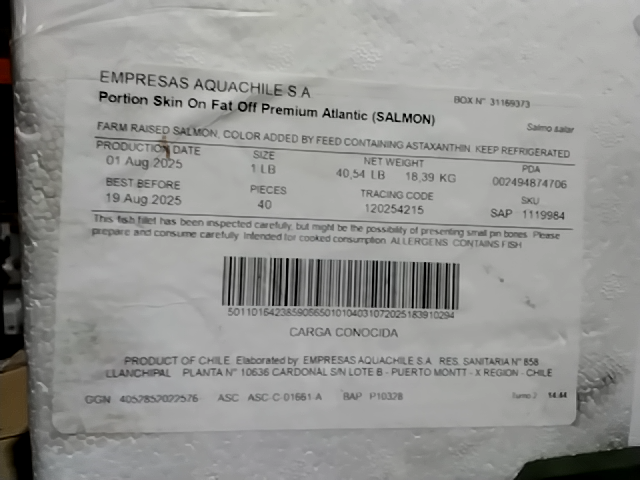 EMPRESAS AQUACHILE S A
BOX N° 31169373
Portion Skin On Fat Off Premium Atlantic (SALMON)
Salmo salar
FARM RAISED SALMON, COLOR ADDED BY FEED CONTAINING ASTAXANTHIN. KEEP REFRIGERATED
PRODUCTION DATE SIZE NET WEIGHT PDA
01 Aug 2025 1 LB 40,54 LB 18,39 KG 002494874706
BEST BEFORE PIECES TRACING CODE SKU
19 Aug 2025 40 120254215 SAP 1119984
This fish fillet has been inspected carefully, but might be the possibility of presenting small pin bones. Please
prepare and consume carefully. Intended for cooked consumption. ALLERGENS: CONTAINS FISH
CARGA CONOCIDA
PRODUCT OF CHILE. Elaborated by: EMPRESAS AQUACHILE S.A. RES. SANITARIA N° 858
LLANCHIPAL PLANTA N° 10636 CARDONAL S/N LOTE B - PUERTO MONTT - X REGION - CHILE
GGN 4052852022576 ASC ASC-C-01661 A BAP P10328
Turno 2 14:44